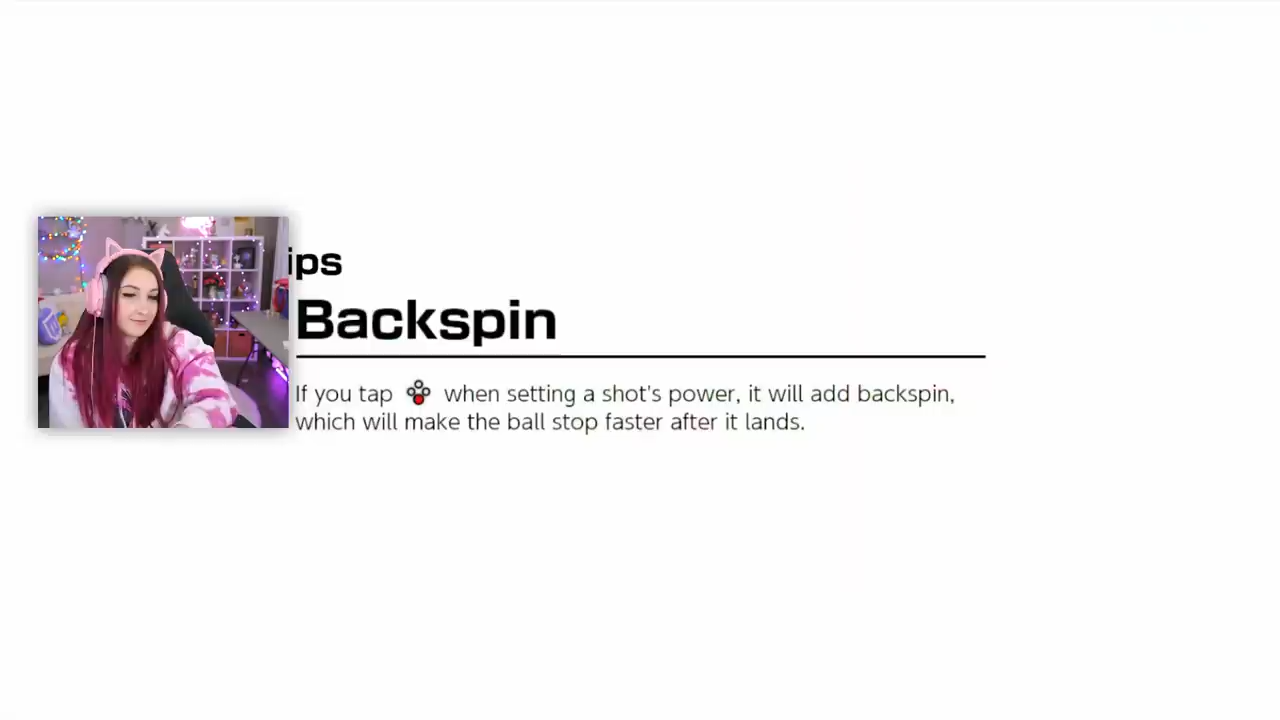 ips
Backspin
If you tap when setting a shot's power, it will add backspin,
which will make the ball stop faster after it lands.